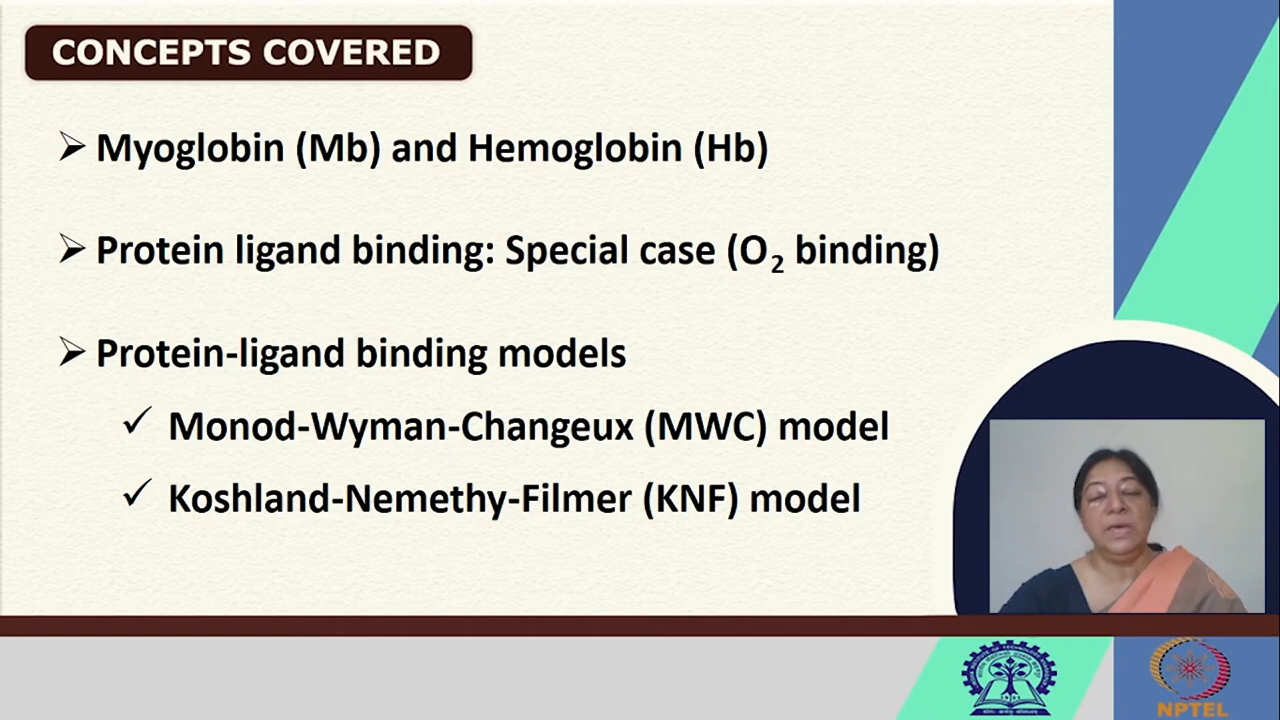 CONCEPTS COVERED
➢ Myoglobin (Mb) and Hemoglobin (Hb)
➢ Protein ligand binding: Special case (O₂ binding)
➢ Protein-ligand binding models
✓ Monod-Wyman-Changeux (MWC) model
✓ Koshland-Nemethy-Filmer (KNF) model
NPTEL